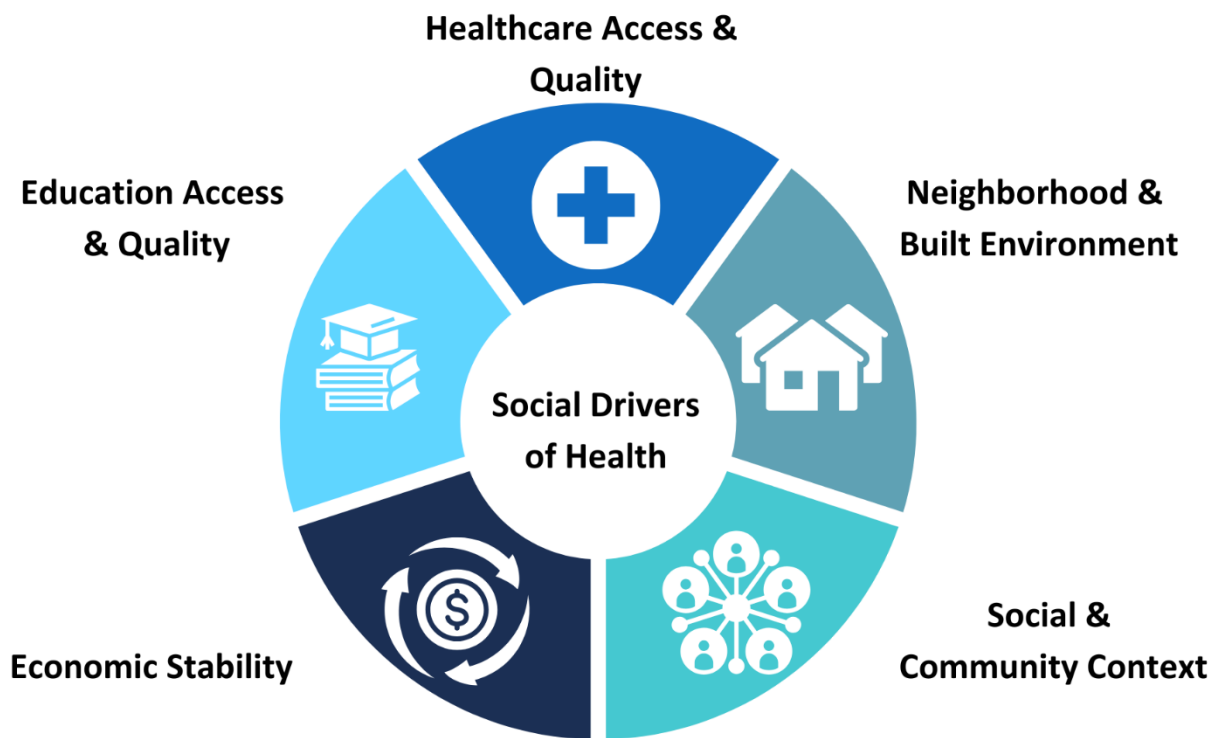 Healthcare Access &
Quality
Education Access
& Quality
Neighborhood &
Built Environment
Social Drivers
of Health
$
Economic Stability
Social &
Community Context